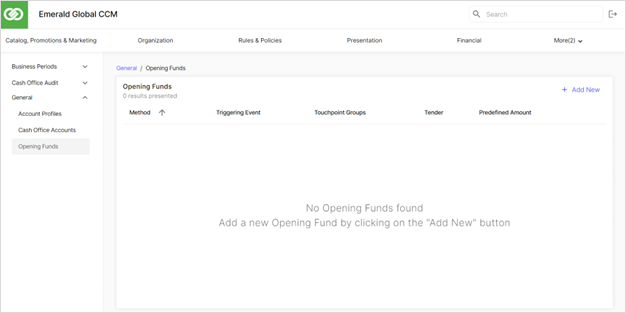 Emerald Global CCM
Search
Catalog, Promotions & Marketing
Organization
Rules & Policies
Presentation
Financial
More(2)
Business Periods
Cash Office Audit
General
Account Profiles
Cash Office Accounts
Opening Funds
General / Opening Funds
Opening Funds
0 results presented
+ Add New
Method
Triggering Event
Touchpoint Groups
Tender
Predefined Amount
No Opening Funds found
Add a new Opening Fund by clicking on the "Add New" button